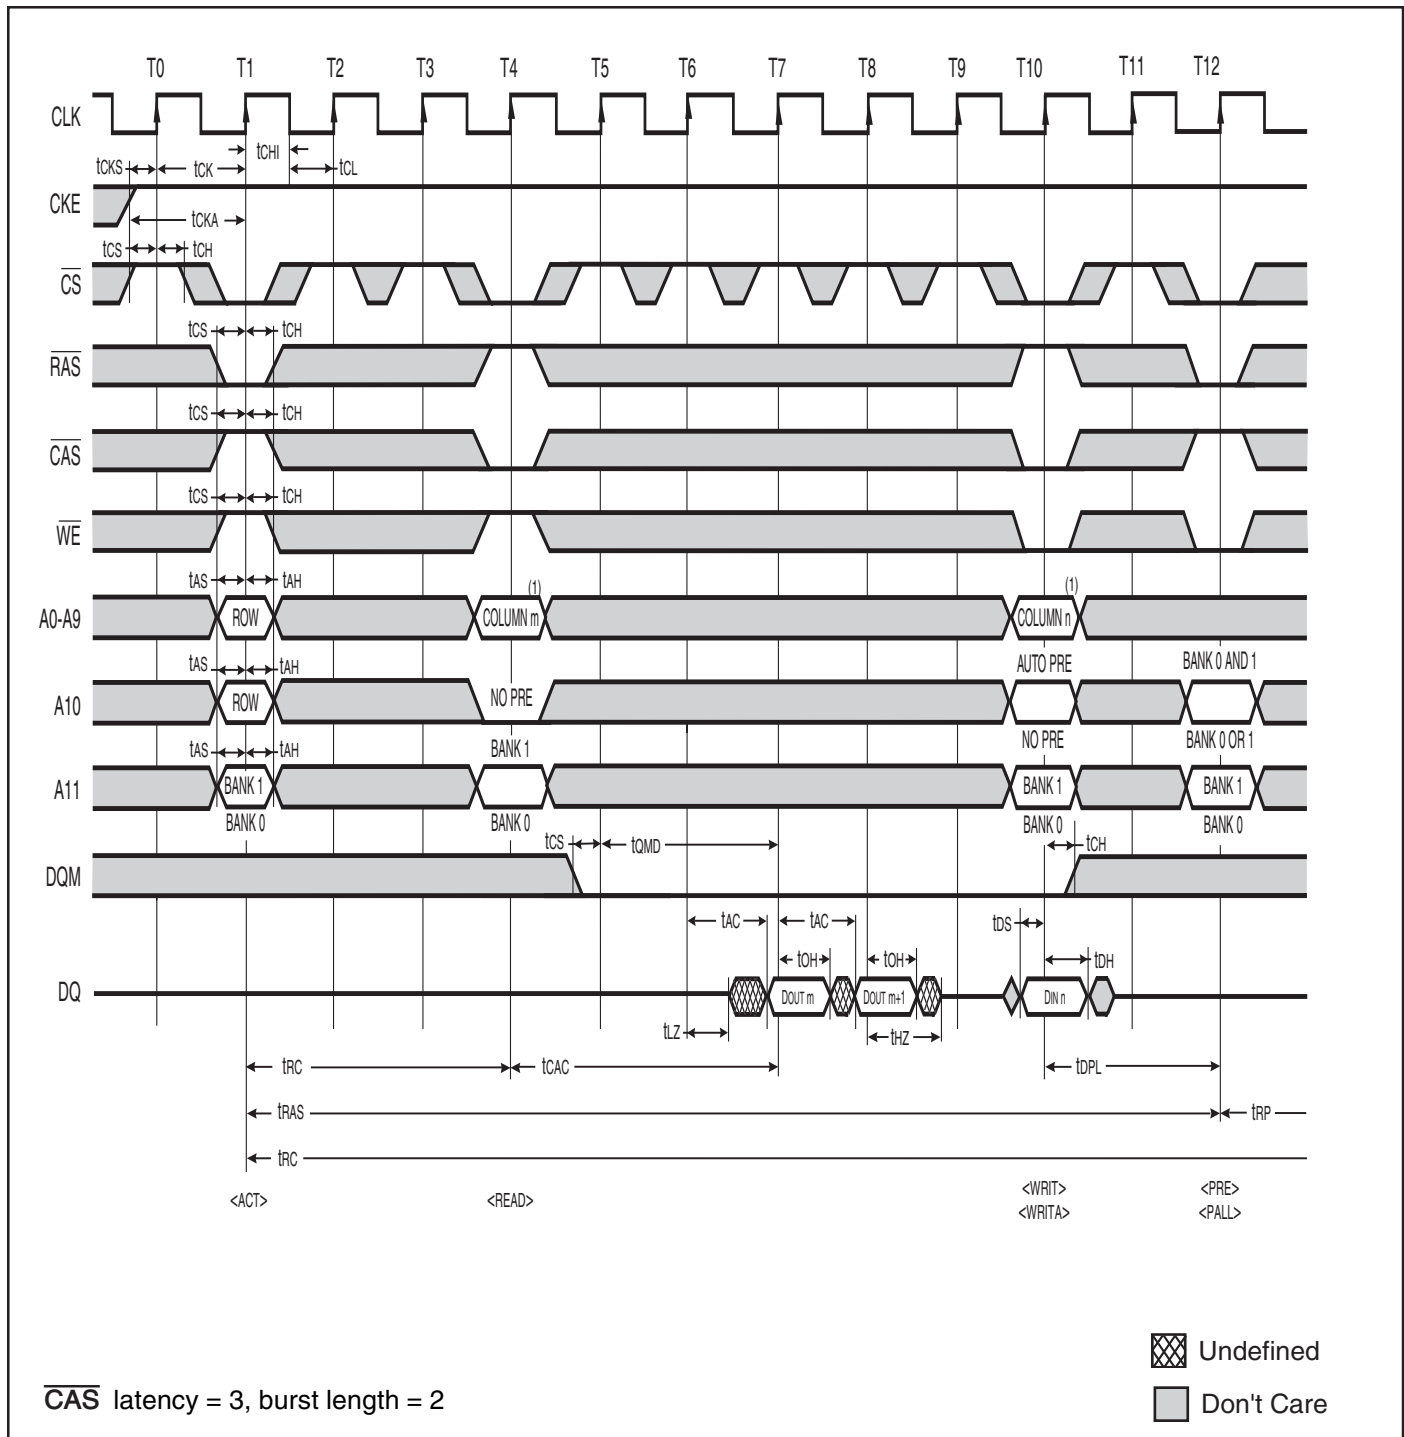 T0 T1 T2 T3 T4 T5 T6 T7 T8 T9 T10 T11 T12
CLK
tCHI
tCKS tCK tCL
CKE
tCKA
tCS tCH
CS
tCS tCH
RAS
tCS tCH
CAS
tCS tCH
WE
tAS tAH (1) (1)
A0-A9 ROW COLUMN m COLUMN n
tAS tAH AUTO PRE BANK 0 AND 1
A10 ROW NO PRE
tAS tAH BANK 1 NO PRE BANK 0 OR 1
A11 BANK 1 BANK 1 BANK 1
BANK 0 BANK 0 BANK 0 BANK 0
tCS tQMD tCH
DQM
tAC tAC tDS
tOH tOH tDH
DQ DOUT m DOUT m+1 DIN n
tLZ tHZ
tRC tCAC tDPL
tRAS tRP
tRC
<ACT> <READ> <WRIT> <PRE>
<WRITA> <PALL>
Undefined
CAS latency = 3, burst length = 2
Don't Care